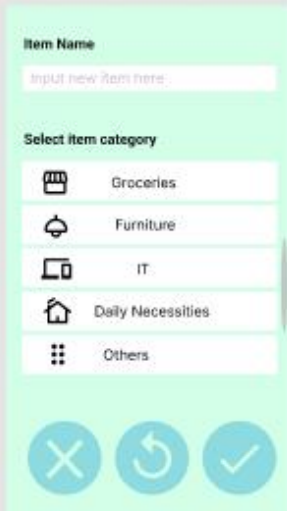 Item Name
Input new item here
Select item category
Groceries
Furniture
IT
Daily Necessities
Others